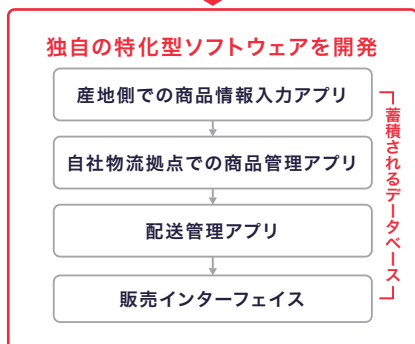 独自の特化型ソフトウェアを開発
産地側での商品情報入力アプリ
自社物流拠点での商品管理アプリ
配送管理アプリ
販売インターフェイス
蓄積されるデータベース